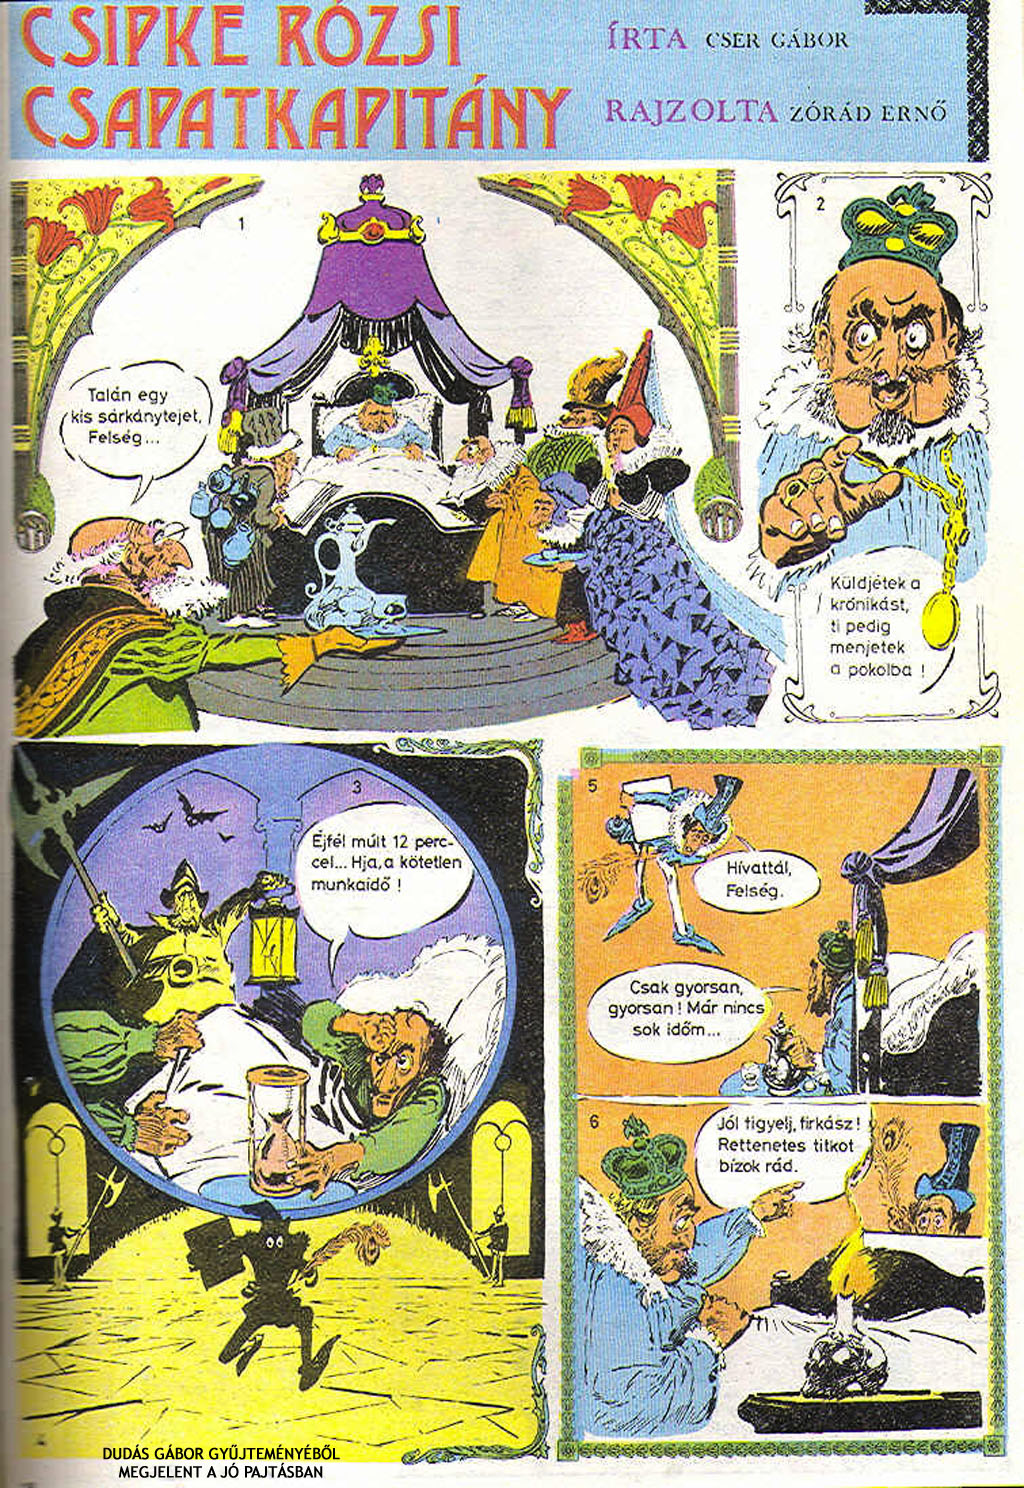 CSIPKE RÓZSI
CSAPATKAPITÁNY
ÍRTA CSER GÁBOR
RAJZOLTA ZÓRÁD ERNŐ
1
Talán egy
kis sárkánytejet,
Felség...
2
Küldjétek a
krónikást,
ti pedig
menjetek
a pokolba !
3
Éjfél múlt 12 perc-
cel... Hja, a kötetlen
munkaidő !
5
Hívattál,
Felség.
Csak gyorsan,
gyorsan ! Már nincs
sok időm...
6
Jól figyelj, firkász !
Rettenetes titkot
bízok rád.
DUDÁS GÁBOR GYŰJTEMÉNYÉBŐL
MEGJELENT A JÓ PAJTÁSBAN